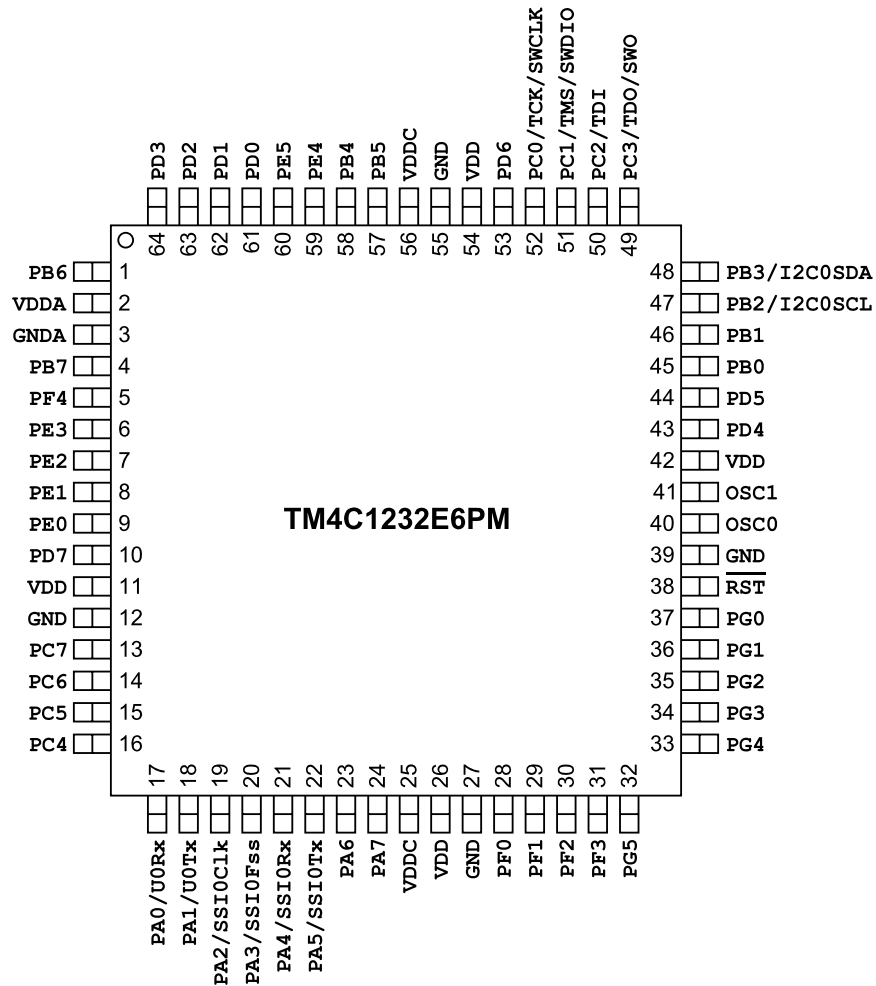 PD3 PD2 PD1 PD0 PE5 PE4 PB4 PB5 VDDC GND VDD PD6 PC0/TCK/SWCLK PC1/TMS/SWDIO PC2/TDI PC3/TDO/SWO
64 63 62 61 60 59 58 57 56 55 54 53 52 51 50 49
PB6 1 48 PB3/I2C0SDA
VDDA 2 47 PB2/I2C0SCL
GNDA 3 46 PB1
PB7 4 45 PB0
PF4 5 44 PD5
PE3 6 43 PD4
PE2 7 42 VDD
PE1 8 41 OSC1
TM4C1232E6PM
PE0 9 40 OSC0
PD7 10 39 GND
VDD 11 38 RST
GND 12 37 PG0
PC7 13 36 PG1
PC6 14 35 PG2
PC5 15 34 PG3
PC4 16 33 PG4
17 18 19 20 21 22 23 24 25 26 27 28 29 30 31 32
PA0/U0Rx PA1/U0Tx PA2/SSI0Clk PA3/SSI0Fss PA4/SSI0Rx PA5/SSI0Tx PA6 PA7 VDDC VDD GND PF0 PF1 PF2 PF3 PG5